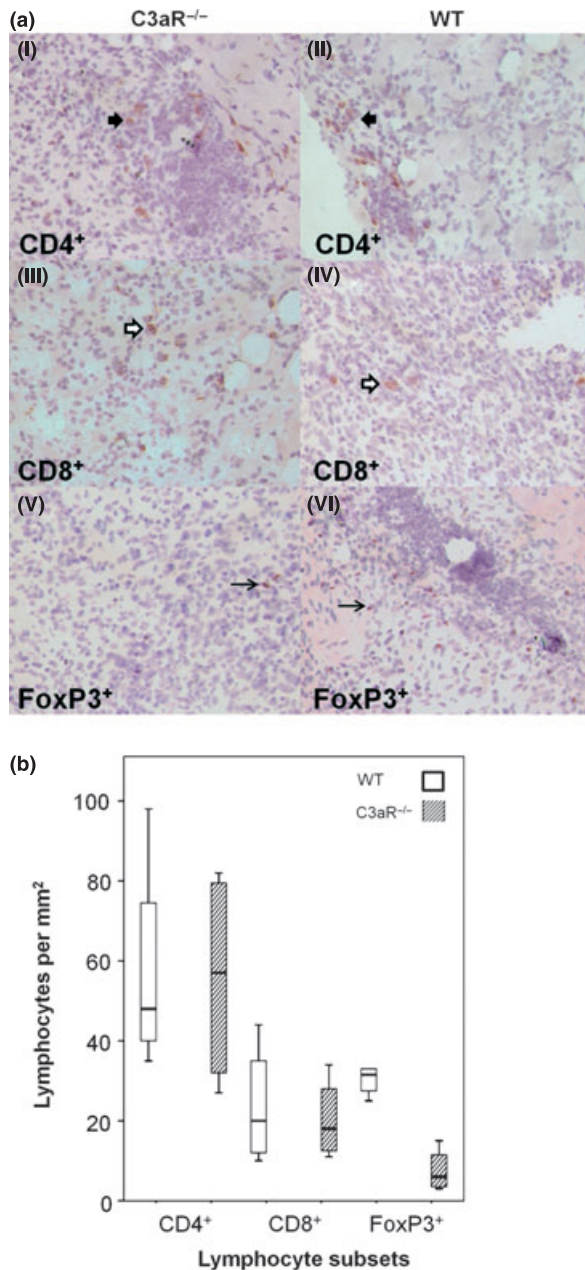 (a)
C3aR⁻/⁻ WT
(I) (II)
CD4⁺ CD4⁺
(III) (IV)
CD8⁺ CD8⁺
(V) (VI)
FoxP3⁺ FoxP3⁺
(b)
WT
C3aR⁻/⁻
100
80
60
40
20
0
Lymphocytes per mm²
CD4⁺ CD8⁺ FoxP3⁺
Lymphocyte subsets